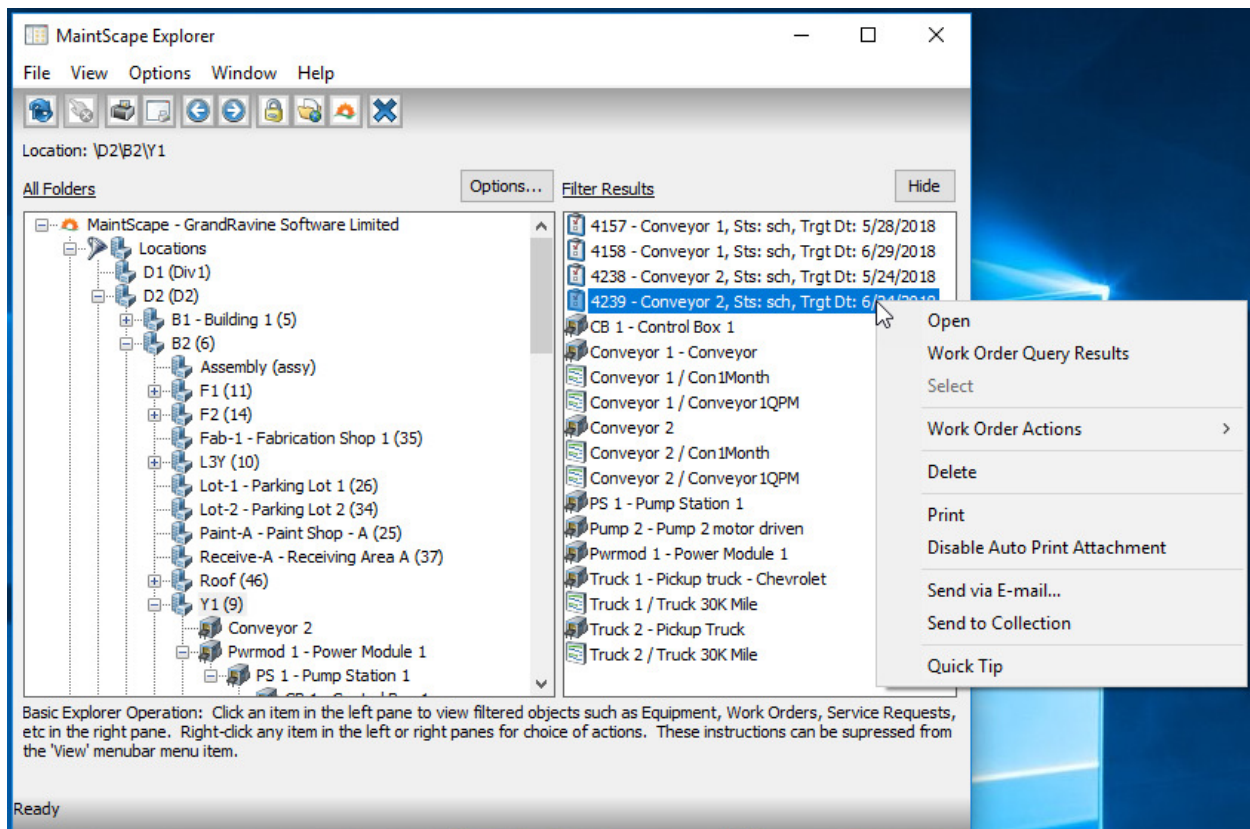 MaintScape Explorer
File View Options Window Help
Location: \D2\B2\Y1
All Folders
Options...
Filter Results
Hide
MaintScape - GrandRavine Software Limited
Locations
D1 (Div1)
D2 (D2)
B1 - Building 1 (5)
B2 (6)
Assembly (assy)
F1 (11)
F2 (14)
Fab-1 - Fabrication Shop 1 (35)
L3Y (10)
Lot-1 - Parking Lot 1 (26)
Lot-2 - Parking Lot 2 (34)
Paint-A - Paint Shop - A (25)
Receive-A - Receiving Area A (37)
Roof (46)
Y1 (9)
Conveyor 2
Pwrmod 1 - Power Module 1
PS 1 - Pump Station 1
4157 - Conveyor 1, Sts: sch, Trgt Dt: 5/28/2018
4158 - Conveyor 1, Sts: sch, Trgt Dt: 6/29/2018
4238 - Conveyor 2, Sts: sch, Trgt Dt: 5/24/2018
4239 - Conveyor 2, Sts: sch, Trgt Dt: 6/24/2018
CB 1 - Control Box 1
Conveyor 1 - Conveyor
Conveyor 1 / Con1Month
Conveyor 1 / Conveyor1QPM
Conveyor 2
Conveyor 2 / Con1Month
Conveyor 2 / Conveyor1QPM
PS 1 - Pump Station 1
Pump 2 - Pump 2 motor driven
Pwrmod 1 - Power Module 1
Truck 1 - Pickup truck - Chevrolet
Truck 1 / Truck 30K Mile
Truck 2 - Pickup Truck
Truck 2 / Truck 30K Mile
Open
Work Order Query Results
Select
Work Order Actions
Delete
Print
Disable Auto Print Attachment
Send via E-mail...
Send to Collection
Quick Tip
Basic Explorer Operation: Click an item in the left pane to view filtered objects such as Equipment, Work Orders, Service Requests,
etc in the right pane. Right-click any item in the left or right panes for choice of actions. These instructions can be supressed from
the 'View' menubar menu item.
Ready